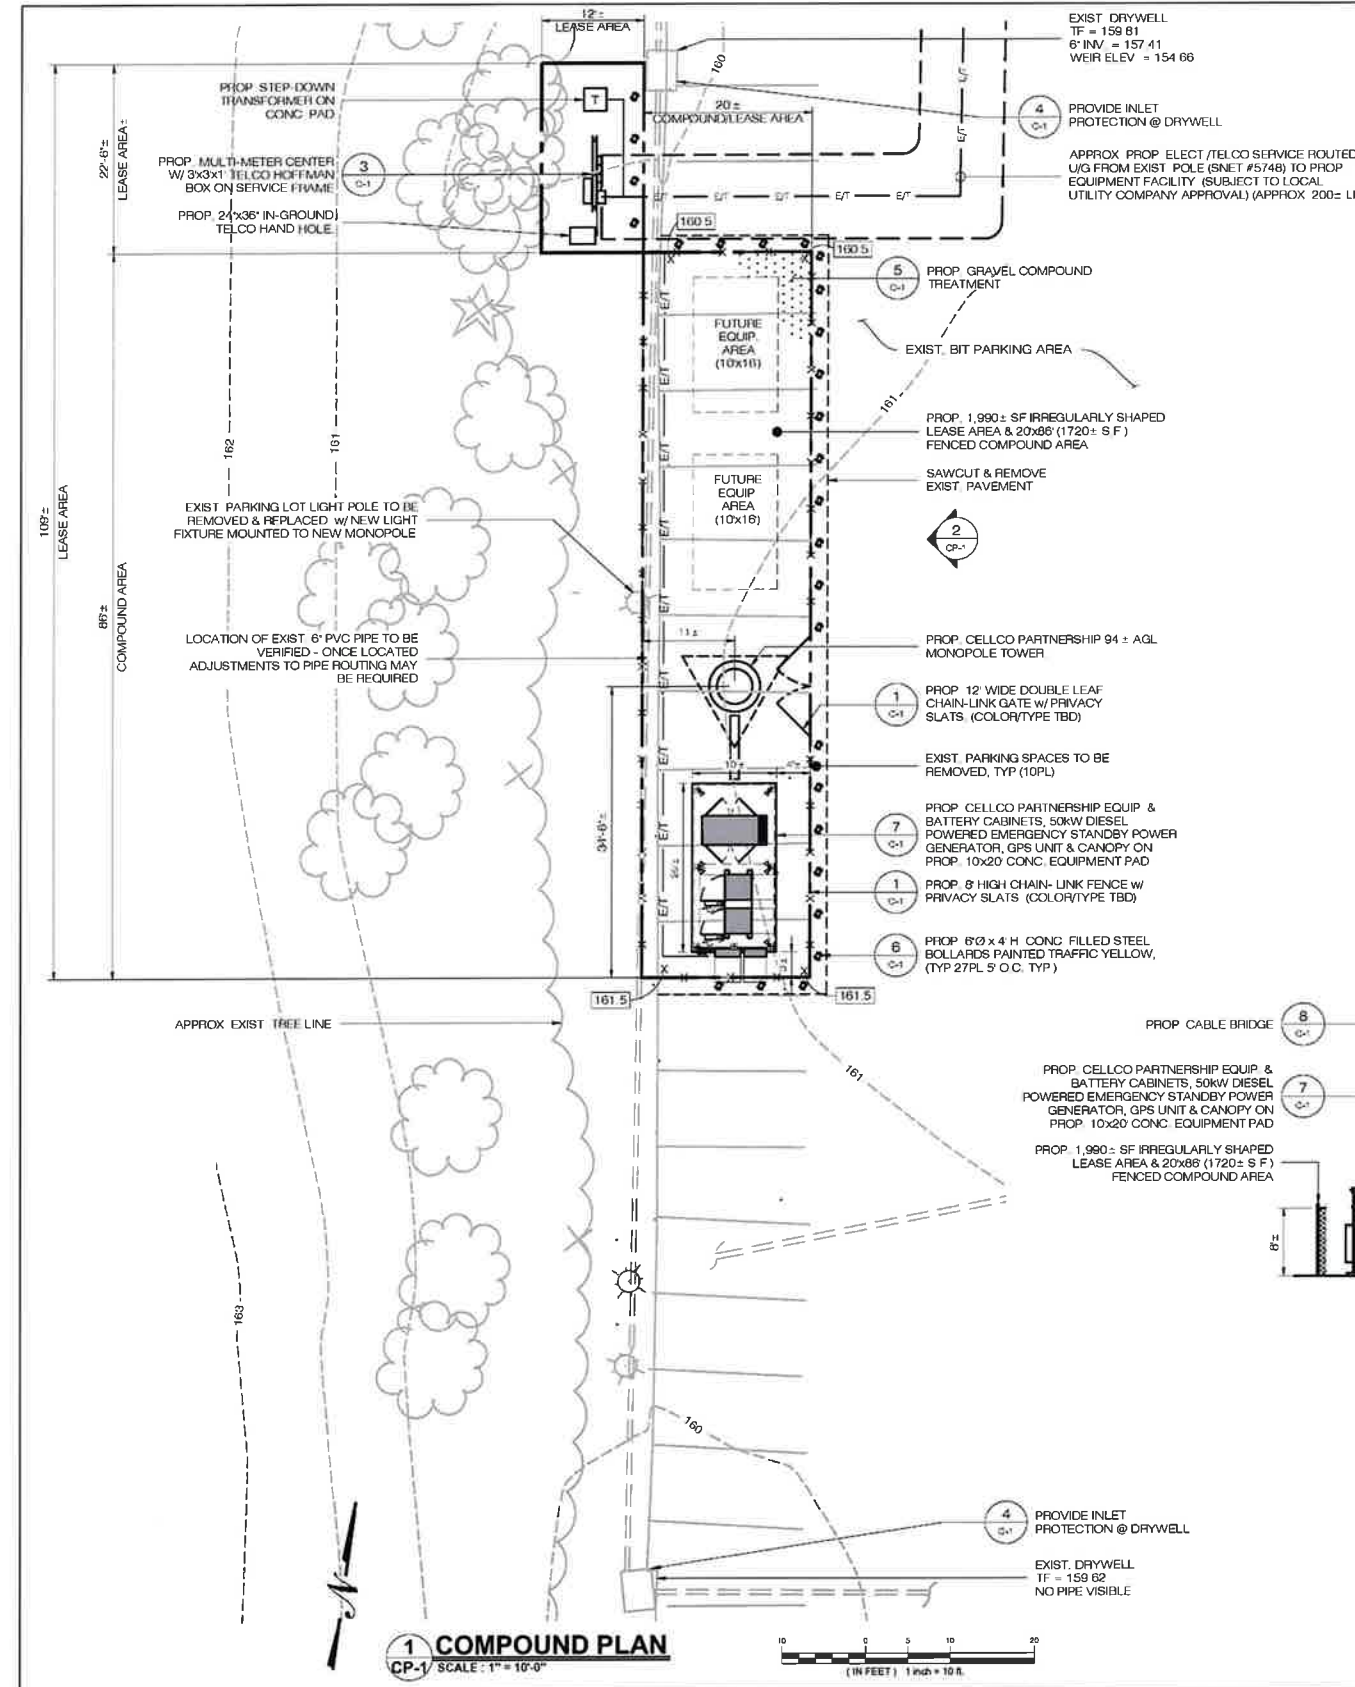 12'±
LEASE AREA
EXIST DRYWELL
TF = 159 81
6" INV = 157 41
WEIR ELEV = 154 66
160
E/T
E/T
PROP STEP-DOWN
TRANSFORMER ON
CONC PAD
T
20'±
COMPOUND/LEASE AREA
4
C-1
PROVIDE INLET
PROTECTION @ DRYWELL
22'-6"±
LEASE AREA±
PROP MULTI-METER CENTER
W/ 3'x3'x1' TELCO HOFFMAN
BOX ON SERVICE FRAME
3
C-1
APPROX PROP ELECT /TELCO SERVICE ROUTED
U/G FROM EXIST POLE (SNET #5748) TO PROP
EQUIPMENT FACILITY (SUBJECT TO LOCAL
UTILITY COMPANY APPROVAL) (APPROX 200± LF
E/T
E/T
E/T
E/T
PROP 24"x36" IN-GROUND
TELCO HAND HOLE
160 5
160 5
5
C-1
PROP GRAVEL COMPOUND
TREATMENT
E/T
FUTURE
EQUIP
AREA
(10'x16')
EXIST BIT PARKING AREA
E/T
161
162
161
PROP 1,990± SF IRREGULARLY SHAPED
LEASE AREA & 20'x86' (1720± S F )
FENCED COMPOUND AREA
E/T
SAWCUT & REMOVE
EXIST PAVEMENT
FUTURE
EQUIP
AREA
(10'x16')
109'±
LEASE AREA
EXIST PARKING LOT LIGHT POLE TO BE
REMOVED & REPLACED w/ NEW LIGHT
FIXTURE MOUNTED TO NEW MONOPOLE
E/T
2
CP-1
86'±
COMPOUND AREA
E/T
LOCATION OF EXIST 6" PVC PIPE TO BE
VERIFIED - ONCE LOCATED
ADJUSTMENTS TO PIPE ROUTING MAY
BE REQUIRED
11'±
PROP CELLCO PARTNERSHIP 94'± AGL
MONOPOLE TOWER
E/T
1
C-1
PROP 12' WIDE DOUBLE LEAF
CHAIN-LINK GATE w/ PRIVACY
SLATS (COLOR/TYPE TBD)
E/T
10'±
EXIST PARKING SPACES TO BE
REMOVED, TYP (10PL)
34'-6"±
E/T
7
C-1
PROP CELLCO PARTNERSHIP EQUIP &
BATTERY CABINETS, 50kW DIESEL
POWERED EMERGENCY STANDBY POWER
GENERATOR, GPS UNIT & CANOPY ON
PROP 10'x20' CONC EQUIPMENT PAD
E/T
1
C-1
PROP 8' HIGH CHAIN- LINK FENCE w/
PRIVACY SLATS (COLOR/TYPE TBD)
6
C-1
PROP 6"Ø x 4' H CONC FILLED STEEL
BOLLARDS PAINTED TRAFFIC YELLOW,
(TYP 27PL 5' O C TYP )
161.5
161.5
APPROX EXIST TREE LINE
PROP CABLE BRIDGE
8
C-1
161
PROP CELLCO PARTNERSHIP EQUIP &
BATTERY CABINETS, 50kW DIESEL
POWERED EMERGENCY STANDBY POWER
GENERATOR, GPS UNIT & CANOPY ON
PROP 10'x20' CONC EQUIPMENT PAD
7
C-1
PROP 1,990± SF IRREGULARLY SHAPED
LEASE AREA & 20'x86' (1720± S F )
FENCED COMPOUND AREA
8'±
163
160
4
C-1
PROVIDE INLET
PROTECTION @ DRYWELL
EXIST. DRYWELL
TF = 159 62
NO PIPE VISIBLE
N
1
CP-1
COMPOUND PLAN
SCALE : 1" = 10'-0"
10 0 5 10 20
( IN FEET ) 1 inch = 10 ft.